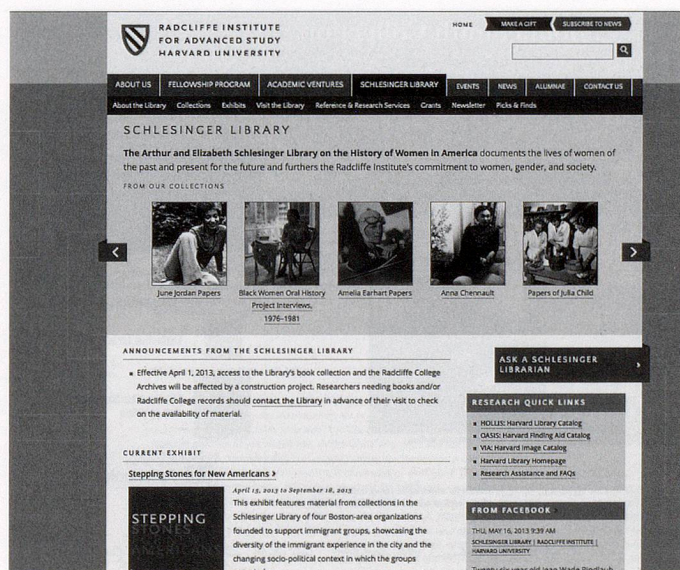 RADCLIFFE INSTITUTE
FOR ADVANCED STUDY
HARVARD UNIVERSITY
HOME MAKE A GIFT SUBSCRIBE TO NEWS
ABOUT US FELLOWSHIP PROGRAM ACADEMIC VENTURES SCHLESINGER LIBRARY EVENTS NEWS ALUMNAE CONTACT US
About the Library Collections Exhibits Visit the Library Reference & Research Services Grants Newsletter Picks & Finds
SCHLESINGER LIBRARY
The Arthur and Elizabeth Schlesinger Library on the History of Women in America documents the lives of women of
the past and present for the future and furthers the Radcliffe Institute's commitment to women, gender, and society.
FROM OUR COLLECTIONS
June Jordan Papers
Black Women Oral History
Project Interviews,
1976–1981
Amelia Earhart Papers
Anna Chennault
Papers of Julia Child
ANNOUNCEMENTS FROM THE SCHLESINGER LIBRARY
Effective April 1, 2013, access to the Library's book collection and the Radcliffe College
Archives will be affected by a construction project. Researchers needing books and/or
Radcliffe College records should contact the Library in advance of their visit to check
on the availability of material.
CURRENT EXHIBIT
Stepping Stones for New Americans
April 15, 2013 to September 18, 2013
STEPPING
STONES
AMERICANS
This exhibit features material from collections in the
Schlesinger Library of four Boston-area organizations
founded to support immigrant groups, showcasing the
diversity of the immigrant experience in the city and the
changing socio-political context in which the groups
ASK A SCHLESINGER
LIBRARIAN
RESEARCH QUICK LINKS
HOLLIS: Harvard Library Catalog
OASIS: Harvard Finding Aid Catalog
VIA: Harvard Image Catalog
Harvard Library Homepage
Research Assistance and FAQs
FROM FACEBOOK
THU, MAY 16, 2013 9:39 AM
SCHLESINGER LIBRARY | RADCLIFFE INSTITUTE |
HARVARD UNIVERSITY